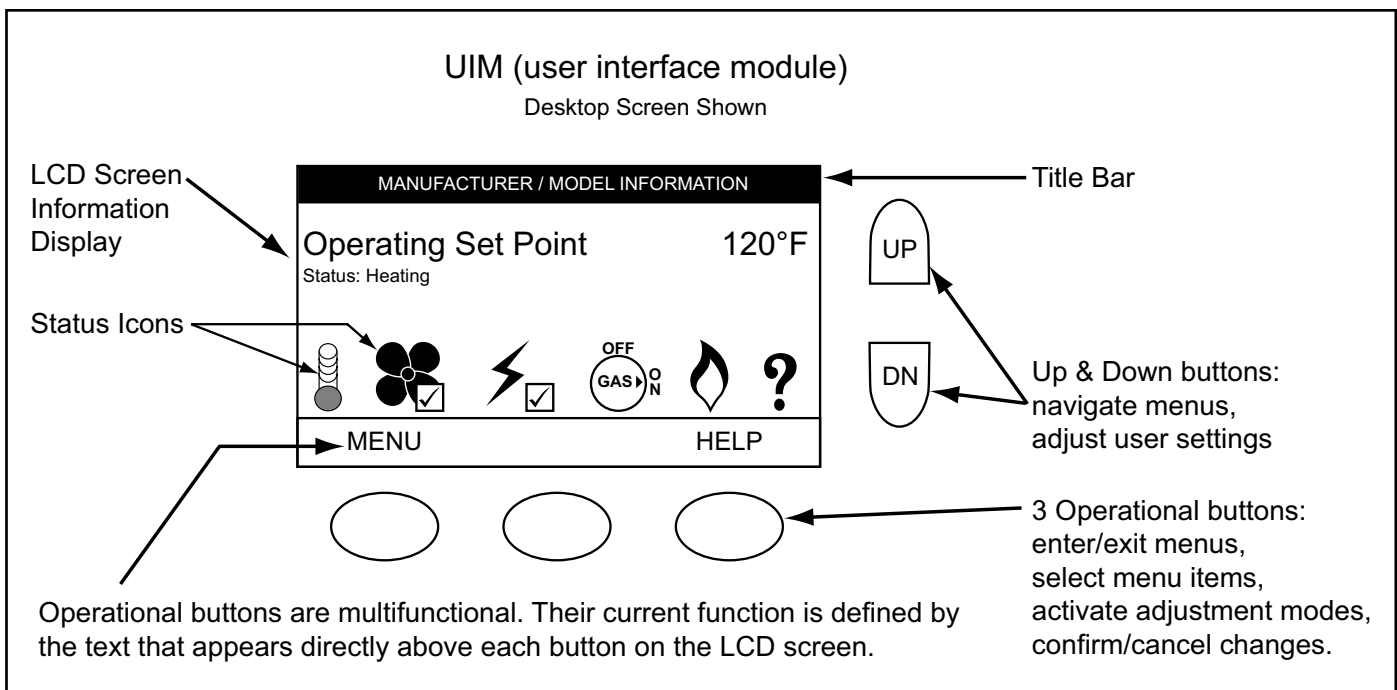 UIM (user interface module)
Desktop Screen Shown
LCD Screen
Information
Display
MANUFACTURER / MODEL INFORMATION
Title Bar
Operating Set Point 120°F
Status: Heating
UP
Status Icons
OFF
GAS
ON
?
DN
Up & Down buttons:
navigate menus,
adjust user settings
MENU HELP
3 Operational buttons:
enter/exit menus,
select menu items,
activate adjustment modes,
confirm/cancel changes.
Operational buttons are multifunctional. Their current function is defined by
the text that appears directly above each button on the LCD screen.